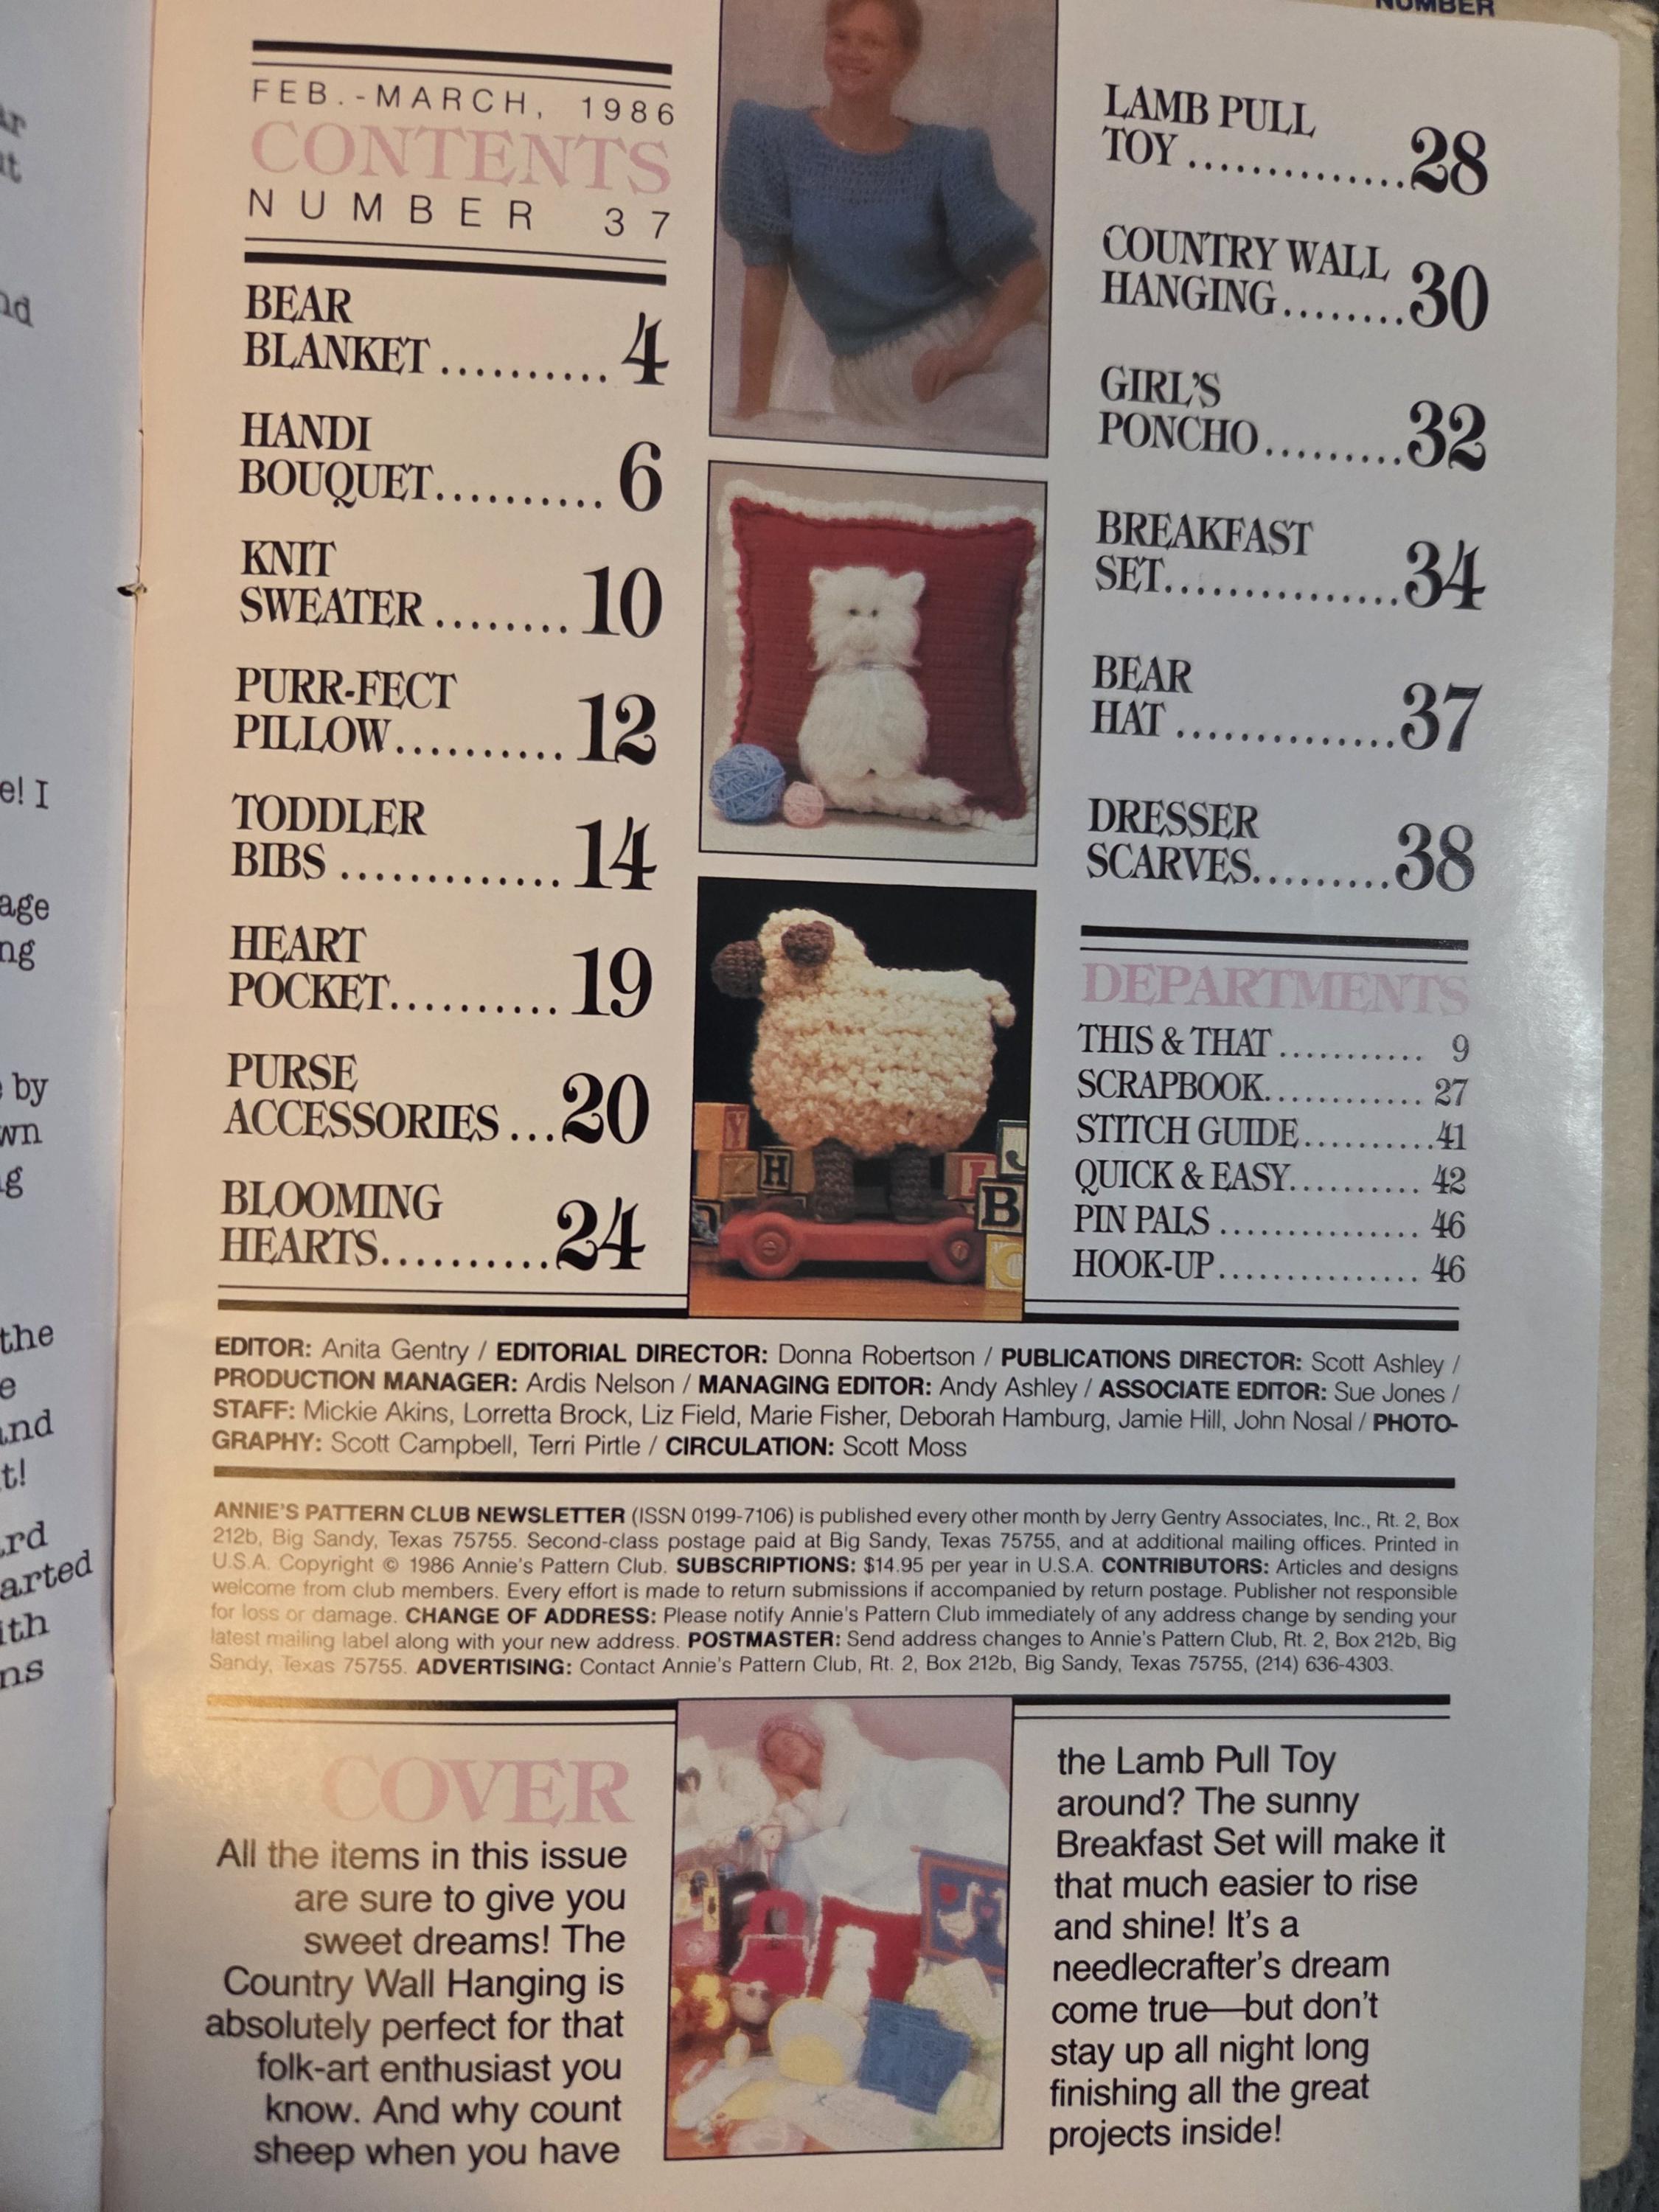 NUMBER
FEB.-MARCH, 1986
CONTENTS
NUMBER 37
BEAR
BLANKET .......... 4
HANDI
BOUQUET.......... 6
KNIT
SWEATER ........ 10
PURR-FECT
PILLOW.......... 12
TODDLER
BIBS ............. 14
HEART
POCKET.......... 19
PURSE
ACCESSORIES ...20
BLOOMING
HEARTS..........24
LAMB PULL
TOY ..............28
COUNTRY WALL
HANGING........30
GIRL'S
PONCHO.........32
BREAKFAST
SET...............34
BEAR
HAT ..............37
DRESSER
SCARVES.........38
DEPARTMENTS
THIS & THAT ........... 9
SCRAPBOOK............ 27
STITCH GUIDE..........41
QUICK & EASY.......... 42
PIN PALS ............... 46
HOOK-UP............... 46
Y
H
J
B
C
EDITOR: Anita Gentry / EDITORIAL DIRECTOR: Donna Robertson / PUBLICATIONS DIRECTOR: Scott Ashley /
PRODUCTION MANAGER: Ardis Nelson / MANAGING EDITOR: Andy Ashley / ASSOCIATE EDITOR: Sue Jones /
STAFF: Mickie Akins, Lorretta Brock, Liz Field, Marie Fisher, Deborah Hamburg, Jamie Hill, John Nosal / PHOTO-
GRAPHY: Scott Campbell, Terri Pirtle / CIRCULATION: Scott Moss
ANNIE'S PATTERN CLUB NEWSLETTER (ISSN 0199-7106) is published every other month by Jerry Gentry Associates, Inc., Rt. 2, Box
212b, Big Sandy, Texas 75755. Second-class postage paid at Big Sandy, Texas 75755, and at additional mailing offices. Printed in
U.S.A. Copyright © 1986 Annie's Pattern Club. SUBSCRIPTIONS: $14.95 per year in U.S.A. CONTRIBUTORS: Articles and designs
welcome from club members. Every effort is made to return submissions if accompanied by return postage. Publisher not responsible
for loss or damage. CHANGE OF ADDRESS: Please notify Annie's Pattern Club immediately of any address change by sending your
latest mailing label along with your new address. POSTMASTER: Send address changes to Annie's Pattern Club, Rt. 2, Box 212b, Big
Sandy, Texas 75755. ADVERTISING: Contact Annie's Pattern Club, Rt. 2, Box 212b, Big Sandy, Texas 75755, (214) 636-4303.
COVER
All the items in this issue
are sure to give you
sweet dreams! The
Country Wall Hanging is
absolutely perfect for that
folk-art enthusiast you
know. And why count
sheep when you have
the Lamb Pull Toy
around? The sunny
Breakfast Set will make it
that much easier to rise
and shine! It's a
needlecrafter's dream
come true—but don't
stay up all night long
finishing all the great
projects inside!